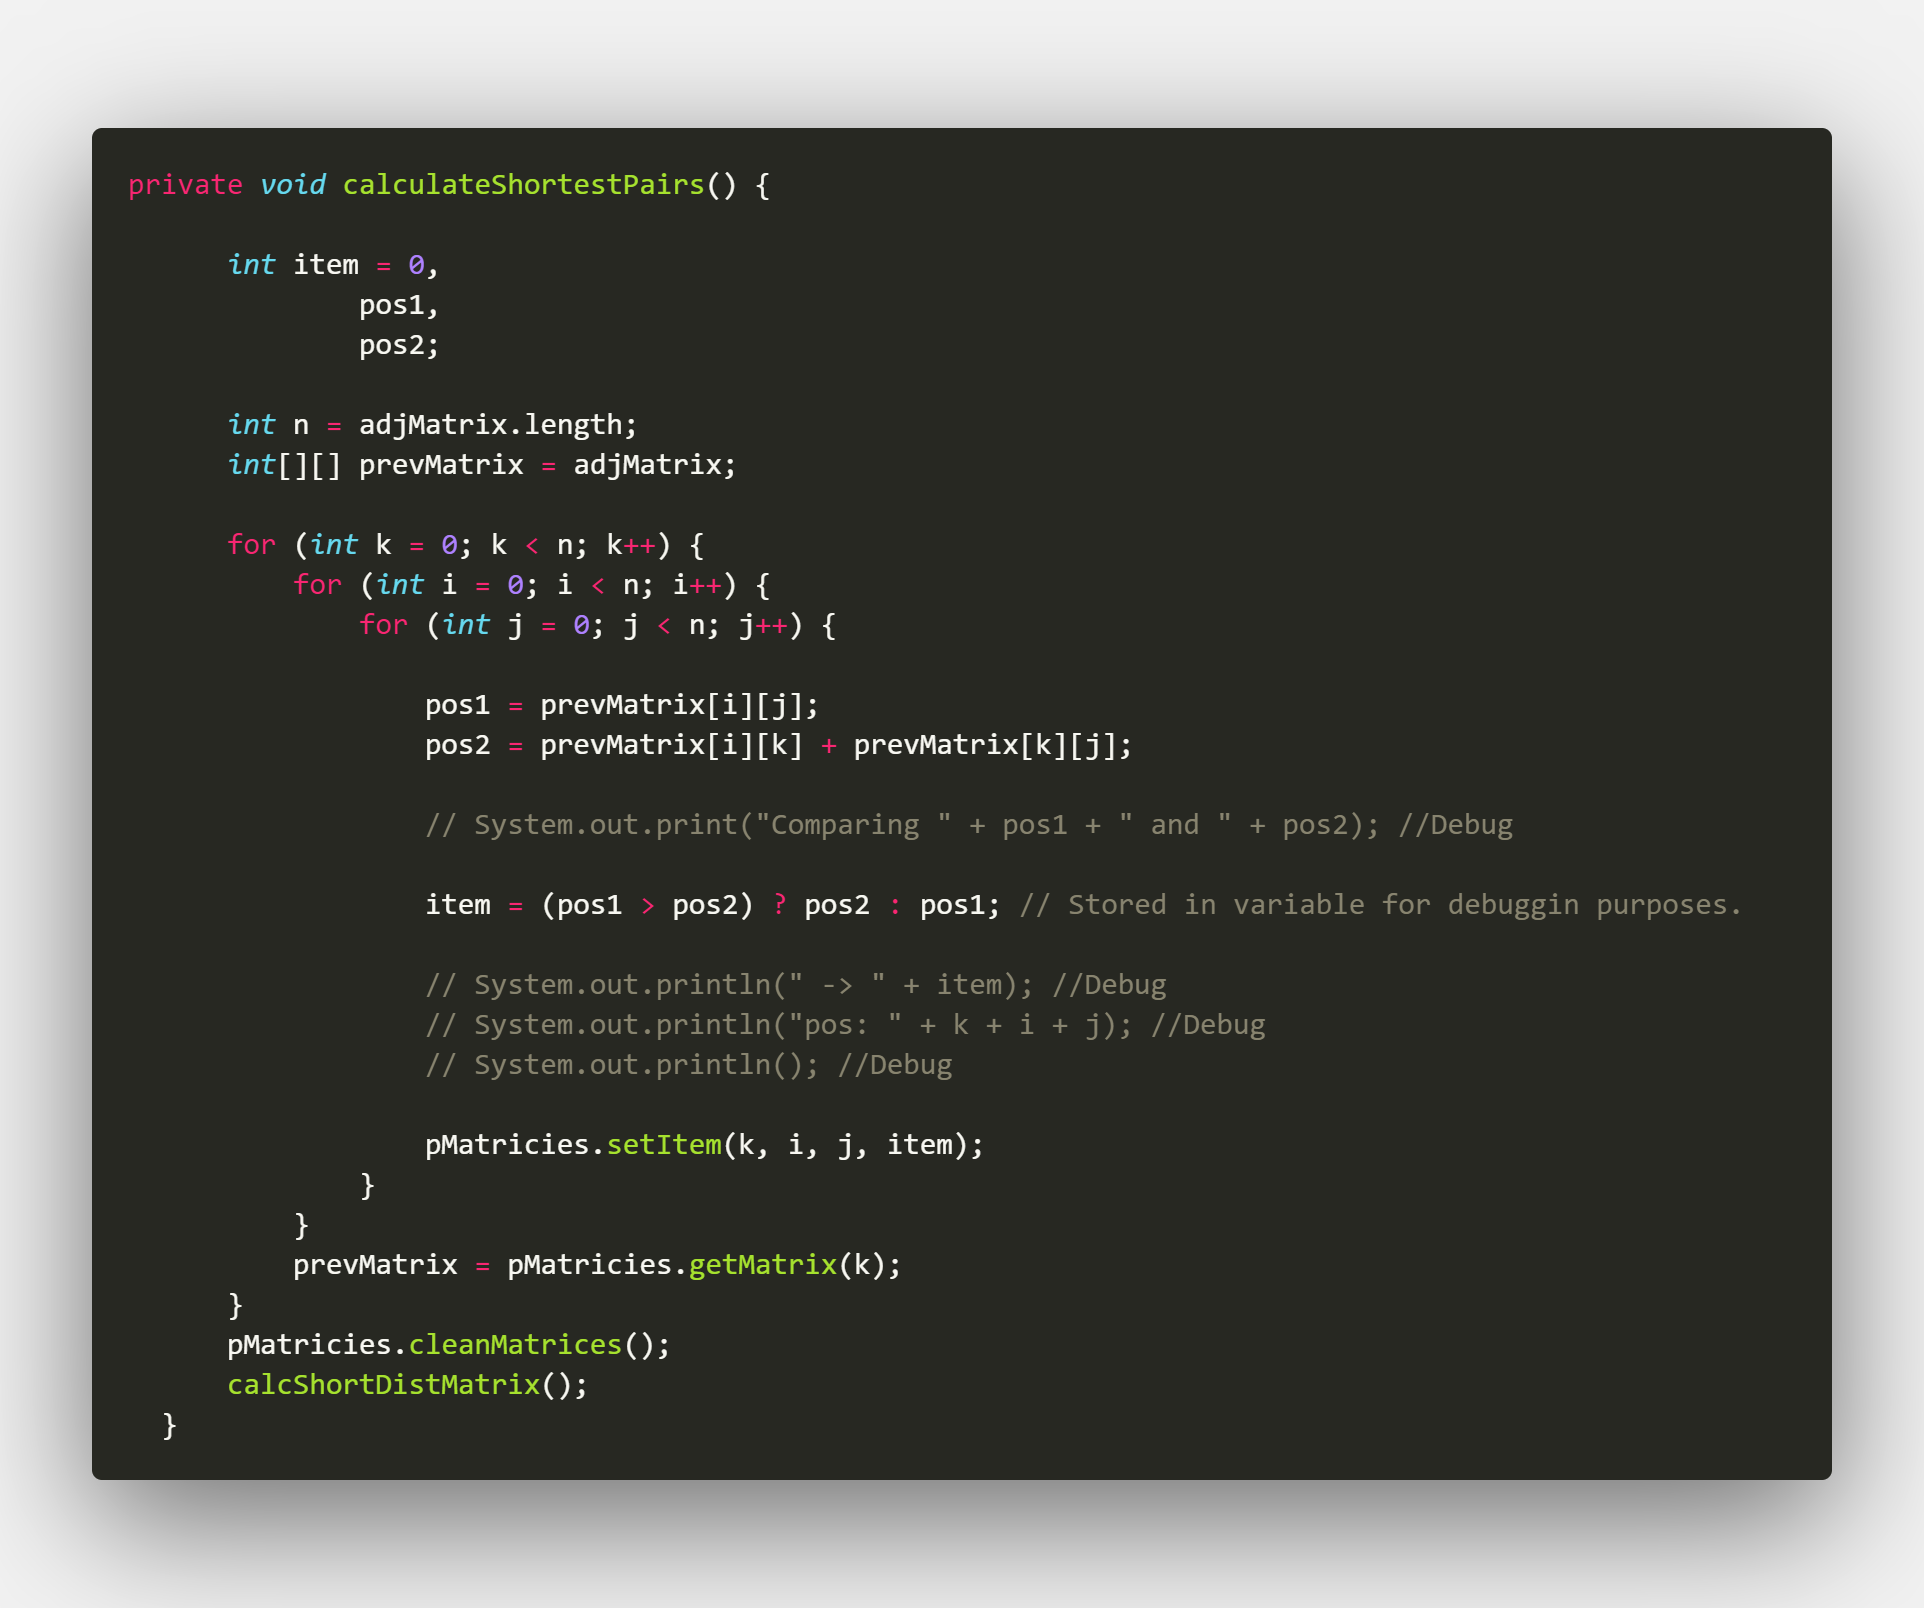 private void calculateShortestPairs() {
int item = 0,
pos1,
pos2;
int n = adjMatrix.length;
int[][] prevMatrix = adjMatrix;
for (int k = 0; k < n; k++) {
for (int i = 0; i < n; i++) {
for (int j = 0; j < n; j++) {
pos1 = prevMatrix[i][j];
pos2 = prevMatrix[i][k] + prevMatrix[k][j];
// System.out.print("Comparing " + pos1 + " and " + pos2); //Debug
item = (pos1 > pos2) ? pos2 : pos1; // Stored in variable for debuggin purposes.
// System.out.println(" -> " + item); //Debug
// System.out.println("pos: " + k + i + j); //Debug
// System.out.println(); //Debug
pMatricies.setItem(k, i, j, item);
}
}
prevMatrix = pMatricies.getMatrix(k);
}
pMatricies.cleanMatrices();
calcShortDistMatrix();
}